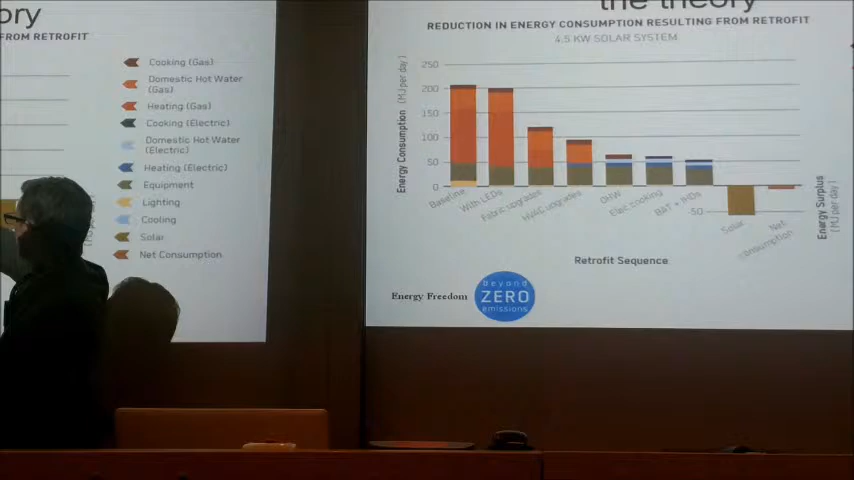 ory
FROM RETROFIT
Cooking (Gas)
Domestic Hot Water
(Gas)
Heating (Gas)
Cooking (Electric)
Domestic Hot Water
(Electric)
Heating (Electric)
Equipment
Lighting
Cooling
Solar
Net Consumption
the theory
REDUCTION IN ENERGY CONSUMPTION RESULTING FROM RETROFIT
4.5 KW SOLAR SYSTEM
Energy Consumption (MJ per day)
250
200
150
100
50
0
-50
Baseline
With LEDs
Fabric upgrades
HVAC upgrades
DHW
Elec cooking
BAT + IHDs
Solar
Net
consumption
Energy Surplus
(MJ per day)
Retrofit Sequence
Energy Freedom
beyond
ZERO
emissions